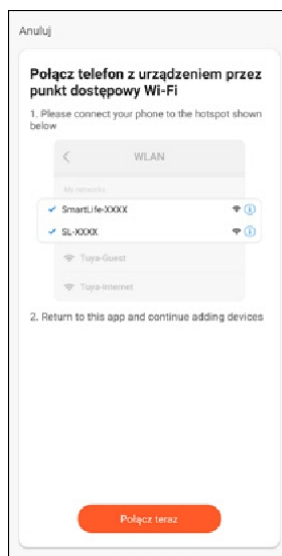 Anuluj
Połącz telefon z urządzeniem przez
punkt dostępowy Wi-Fi
1. Please connect your phone to the hotspot shown
below
WLAN
My networks
SmartLife-XXXX
SL-XXXX
Tuya-Guest
Tuya-Internet
2. Return to this app and continue adding devices
Połącz teraz